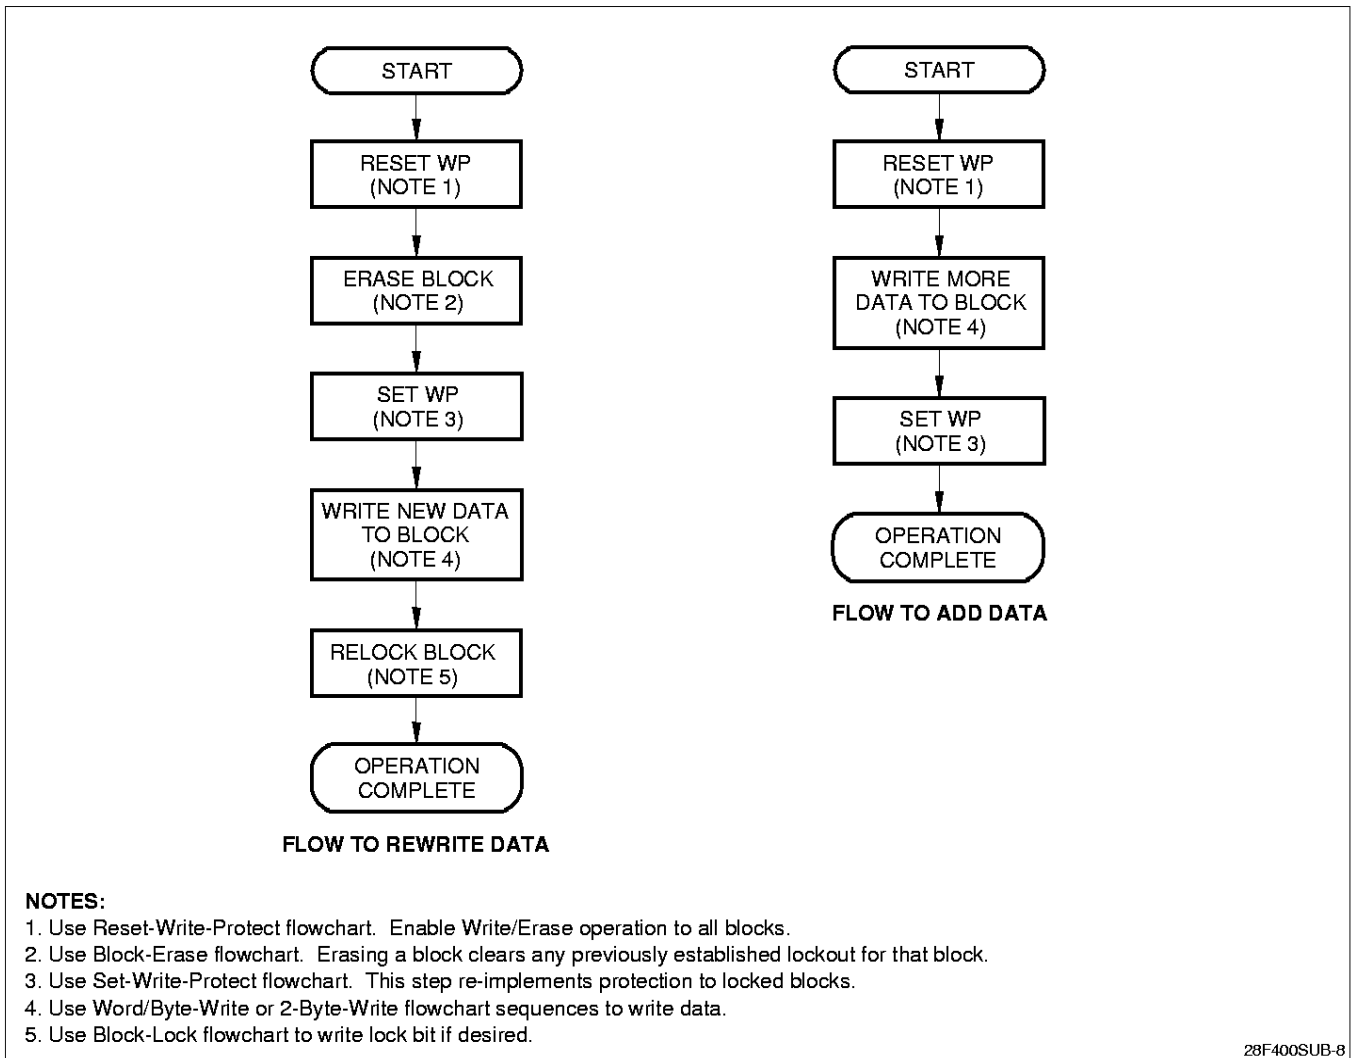 START
RESET WP
(NOTE 1)
ERASE BLOCK
(NOTE 2)
SET WP
(NOTE 3)
WRITE NEW DATA
TO BLOCK
(NOTE 4)
RELOCK BLOCK
(NOTE 5)
OPERATION
COMPLETE
FLOW TO REWRITE DATA
START
RESET WP
(NOTE 1)
WRITE MORE
DATA TO BLOCK
(NOTE 4)
SET WP
(NOTE 3)
OPERATION
COMPLETE
FLOW TO ADD DATA
NOTES:
1. Use Reset-Write-Protect flowchart. Enable Write/Erase operation to all blocks.
2. Use Block-Erase flowchart. Erasing a block clears any previously established lockout for that block.
3. Use Set-Write-Protect flowchart. This step re-implements protection to locked blocks.
4. Use Word/Byte-Write or 2-Byte-Write flowchart sequences to write data.
5. Use Block-Lock flowchart to write lock bit if desired.
28F400SUB-8